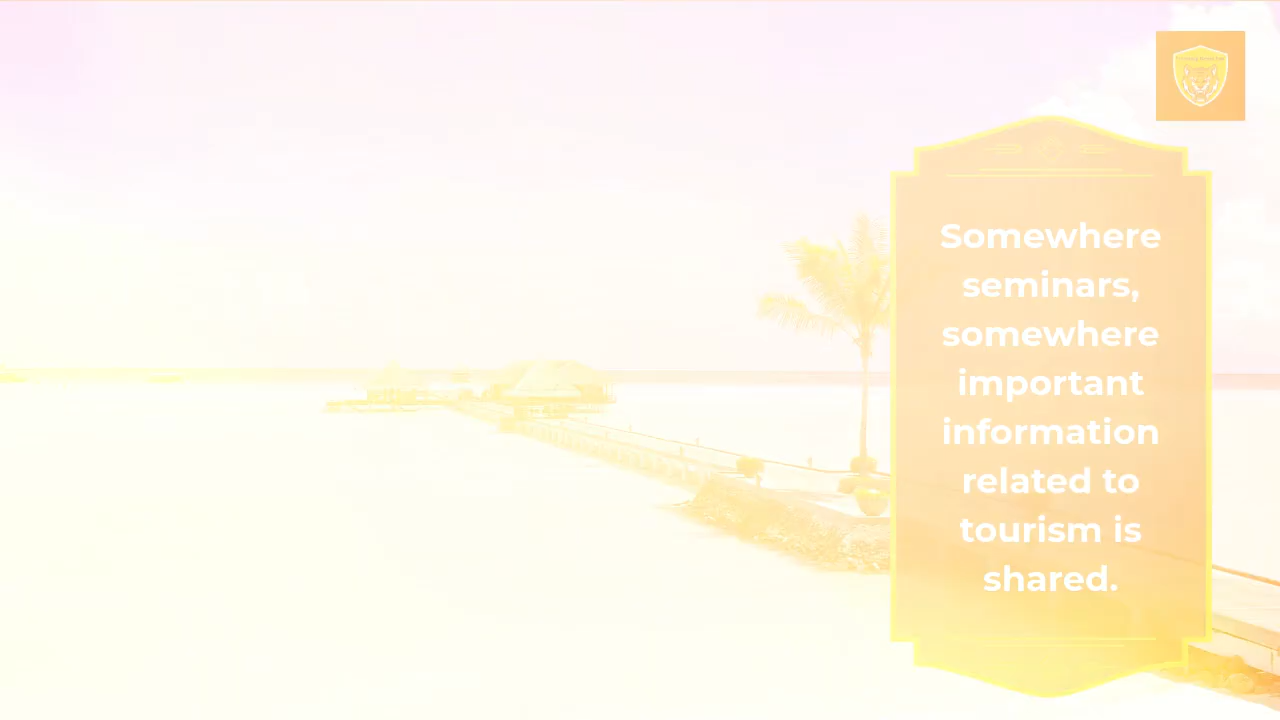 Somewhere
seminars,
somewhere
important
information
related to
tourism is
shared.